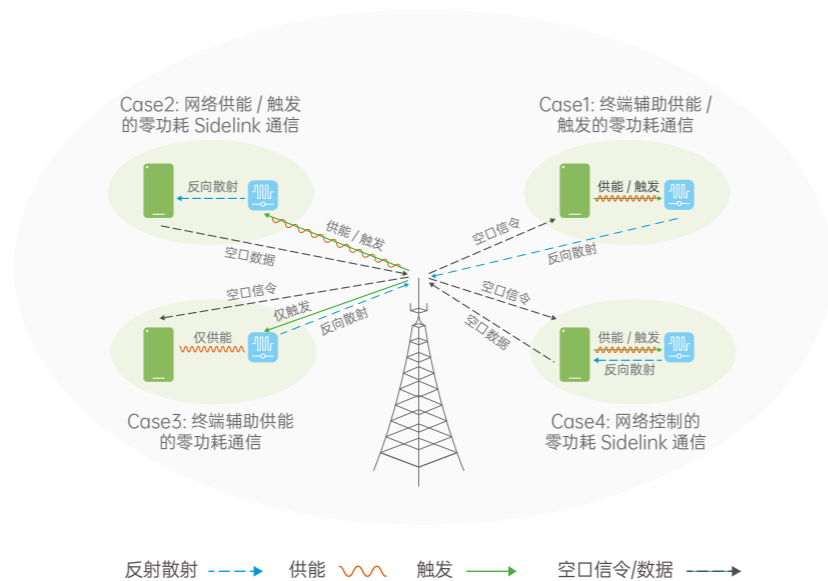 Case2: 网络供能 / 触发
的零功耗 Sidelink 通信
Case1: 终端辅助供能 /
触发的零功耗通信
反向散射
供能 / 触发
空口数据
供能 / 触发
空口信令
反向散射
空口信令
仅触发
反向散射
仅供能
空口信令
空口数据
供能 / 触发
反向散射
Case3: 终端辅助供能
的零功耗通信
Case4: 网络控制的
零功耗 Sidelink 通信
反射散射
供能
触发
空口信令/数据